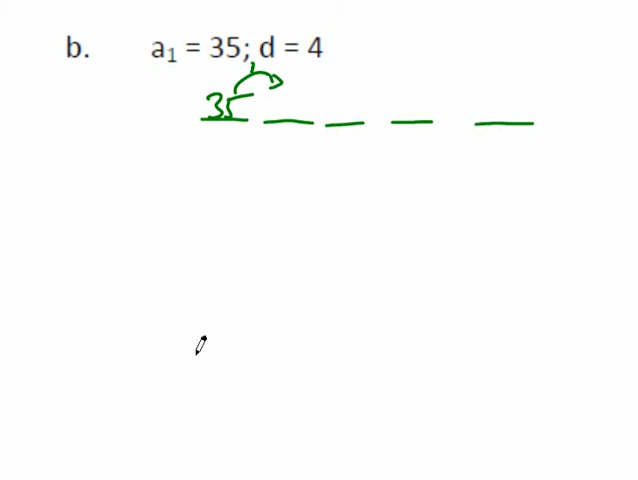 b. a₁ = 35; d = 4
35